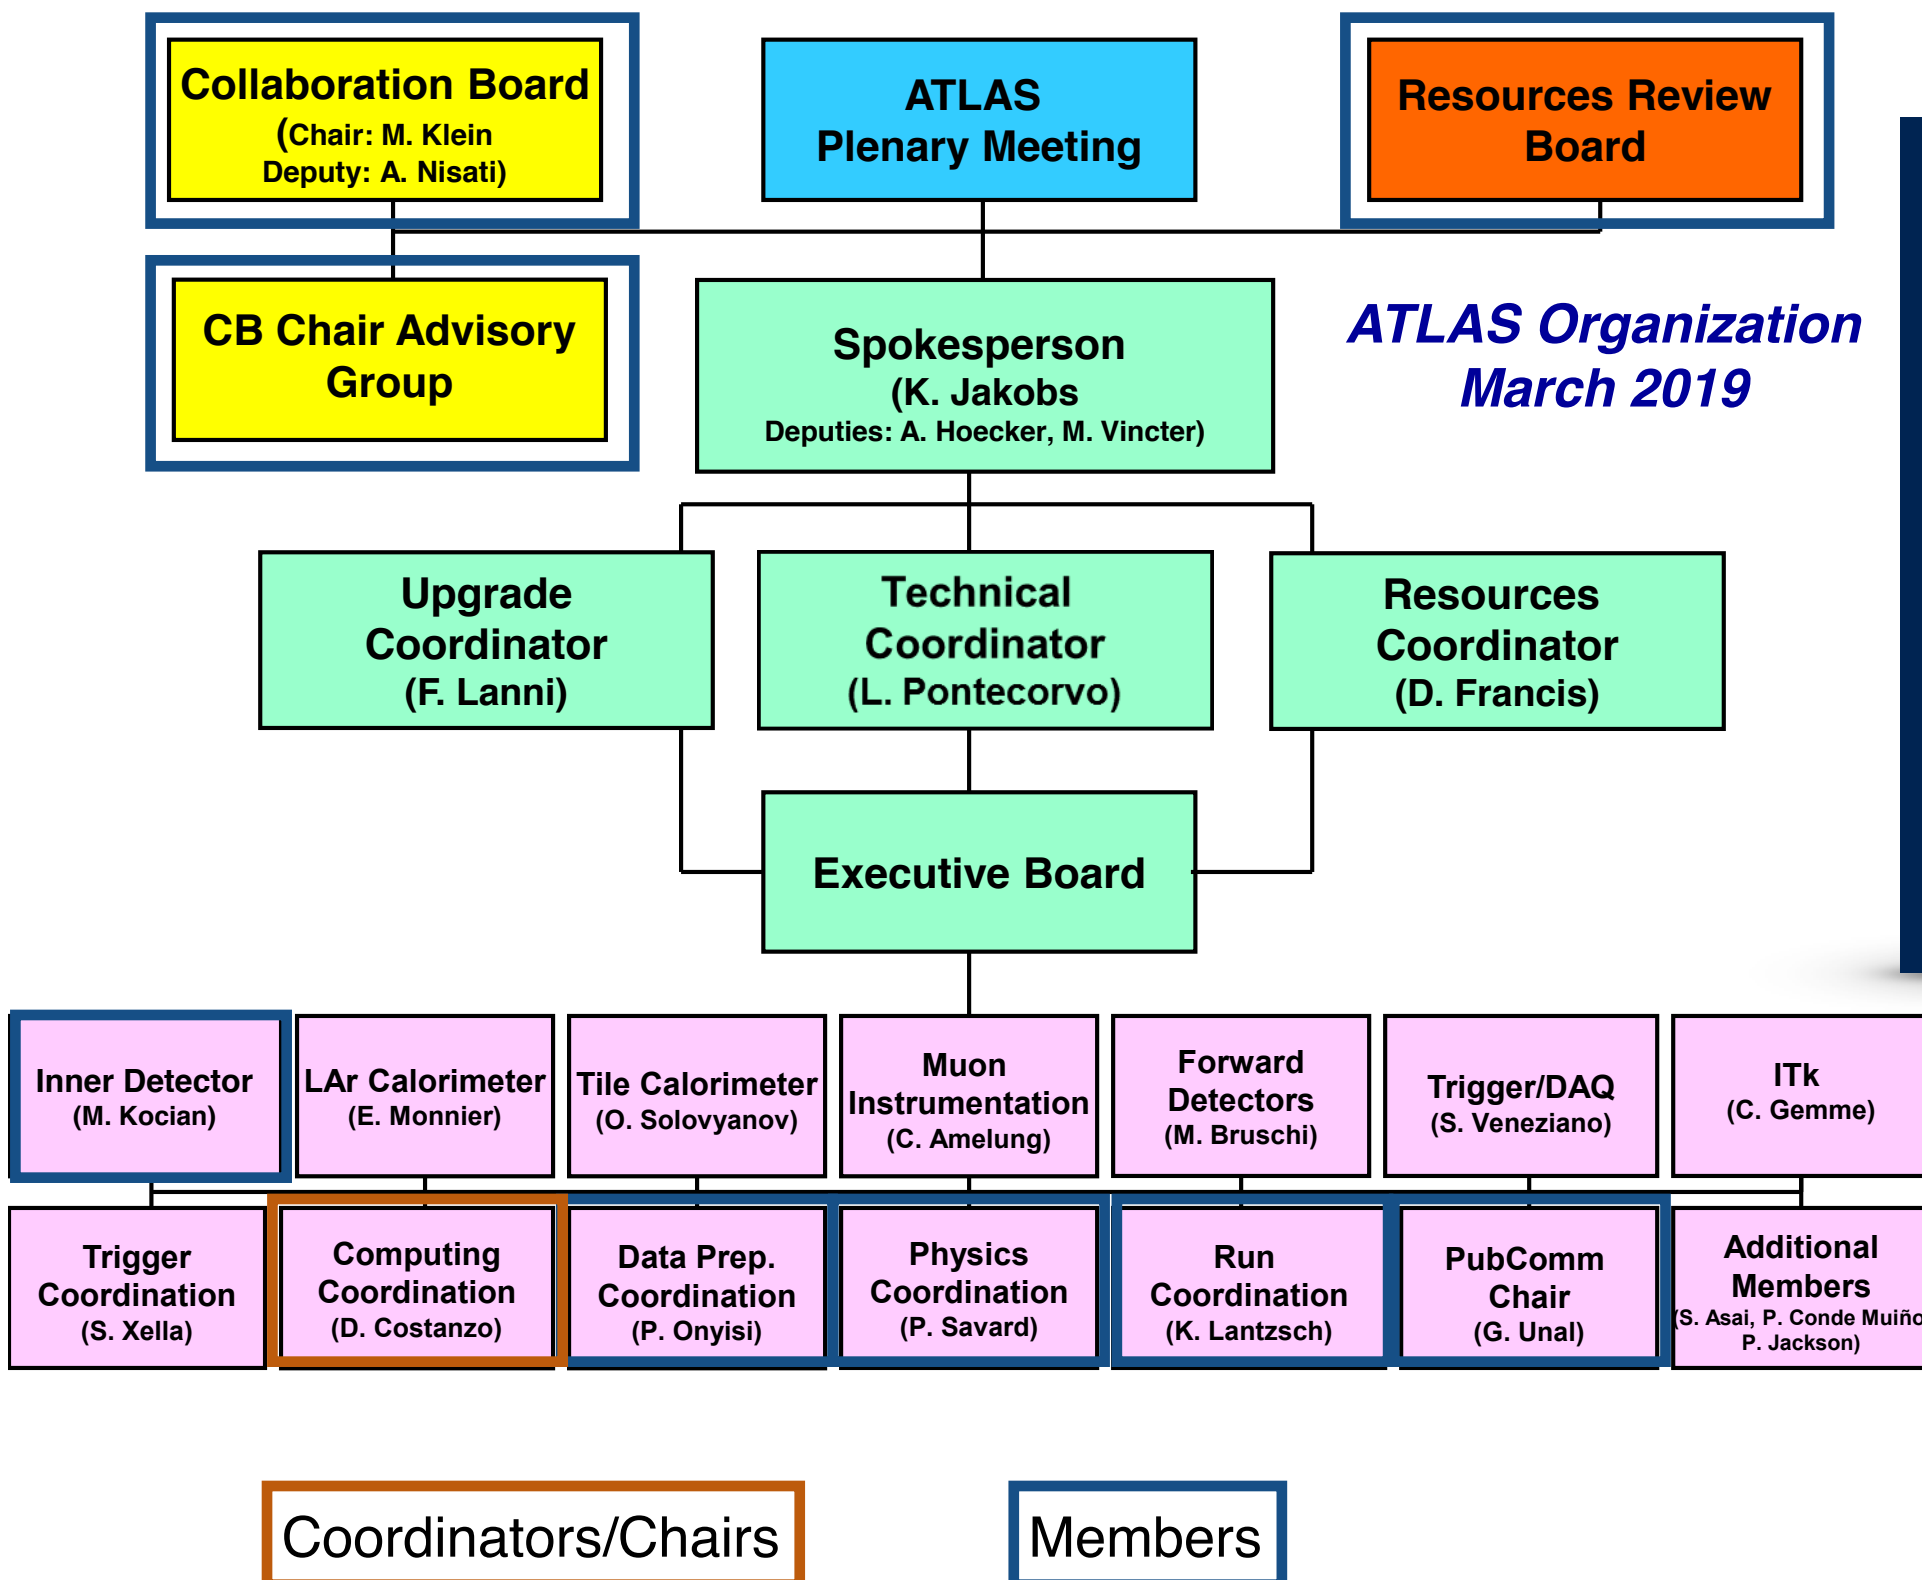 Collaboration Board
(Chair: M. Klein
Deputy: A. Nisati)
ATLAS
Plenary Meeting
Resources Review
Board
CB Chair Advisory
Group
Spokesperson
(K. Jakobs
Deputies: A. Hoecker, M. Vincter)
ATLAS Organization
March 2019
Upgrade
Coordinator
(F. Lanni)
Technical
Coordinator
(L. Pontecorvo)
Resources
Coordinator
(D. Francis)
Executive Board
Inner Detector
(M. Kocian)
LAr Calorimeter
(E. Monnier)
Tile Calorimeter
(O. Solovyanov)
Muon
Instrumentation
(C. Amelung)
Forward
Detectors
(M. Bruschi)
Trigger/DAQ
(S. Veneziano)
ITk
(C. Gemme)
Trigger
Coordination
(S. Xella)
Computing
Coordination
(D. Costanzo)
Data Prep.
Coordination
(P. Onyisi)
Physics
Coordination
(P. Savard)
Run
Coordination
(K. Lantzsch)
PubComm
Chair
(G. Unal)
Additional
Members
(S. Asai, P. Conde Muiño
P. Jackson)
Coordinators/Chairs
Members